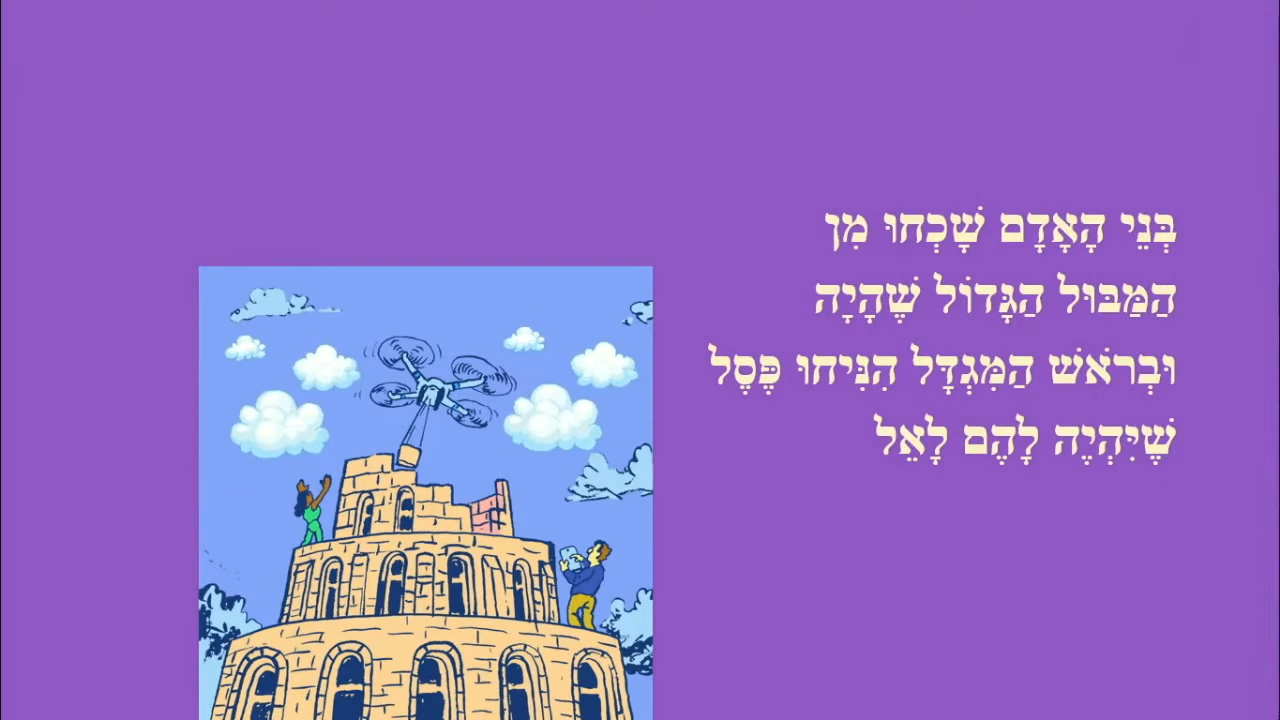 בְּנֵי הָאָדָם שָׁכְחוּ מִן
הַמַּבּוּל הַגָּדוֹל שֶׁהָיָה
וּבְרֹאשׁ הַמִּגְדָּל הִנִּיחוּ פֶּסֶל
שֶׁיִּהְיֶה לָהֶם לָאֵל